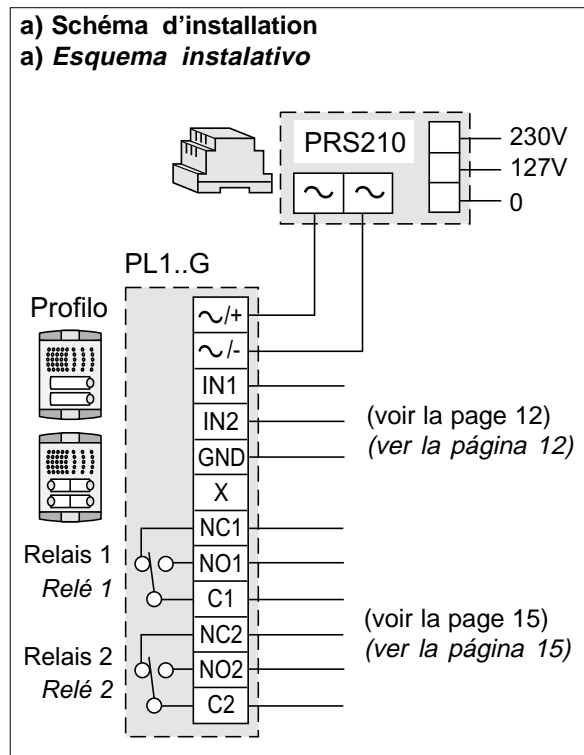 a) Schéma d’installation
a) Esquema instalativo
PRS210
230V
127V
0
PL1..G
Profilo
~/+
~/-
IN1
IN2
GND
X
NC1
NO1
C1
NC2
NO2
C2
(voir la page 12)
(ver la página 12)
Relais 1
Relé 1
(voir la page 15)
(ver la página 15)
Relais 2
Relé 2